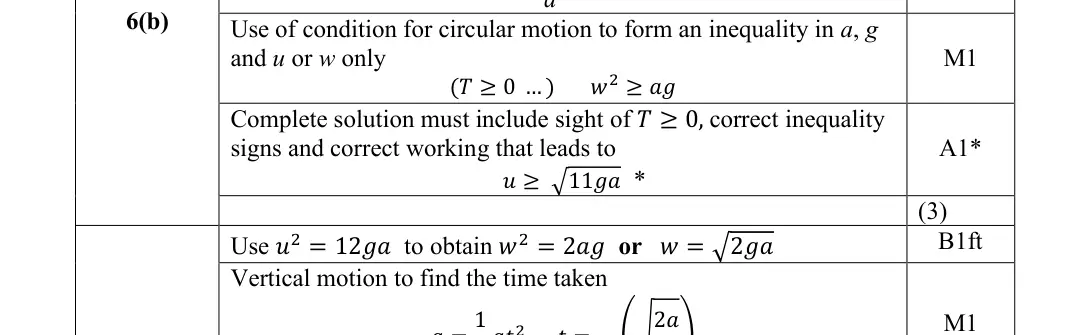 6(b)
Use of condition for circular motion to form an inequality in a, g
and u or w only
M1
(T ≥ 0 …) w² ≥ ag
Complete solution must include sight of T ≥ 0, correct inequality
signs and correct working that leads to
A1*
u ≥ √11ga *
(3)
Use u² = 12ga to obtain w² = 2ag or w = √2ga
B1ft
Vertical motion to find the time taken
M1
1
2a